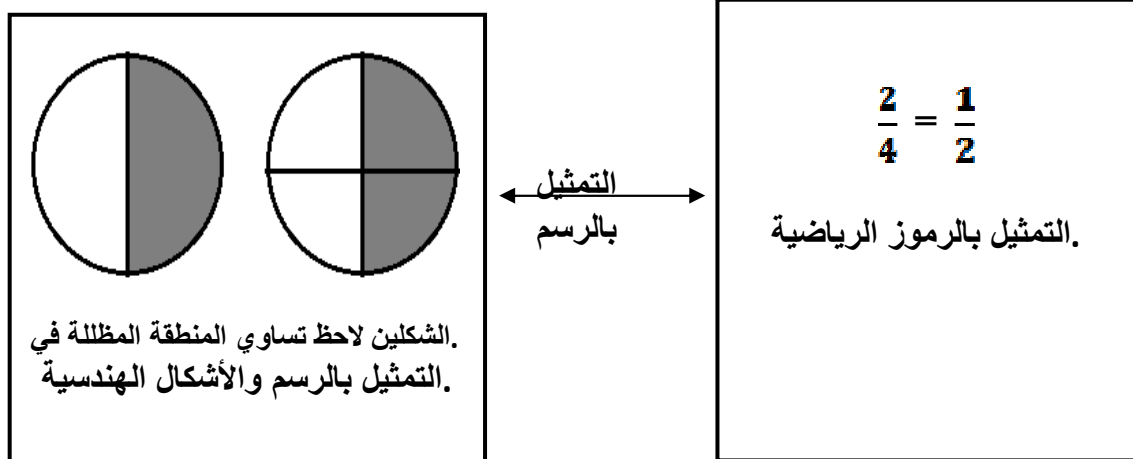 2/4 = 1/2
.التمثيل بالرموز الرياضية
التمثيل
بالرسم
.الشكلين لاحظ تساوي المنطقة المظللة في
.التمثيل بالرسم والأشكال الهندسية